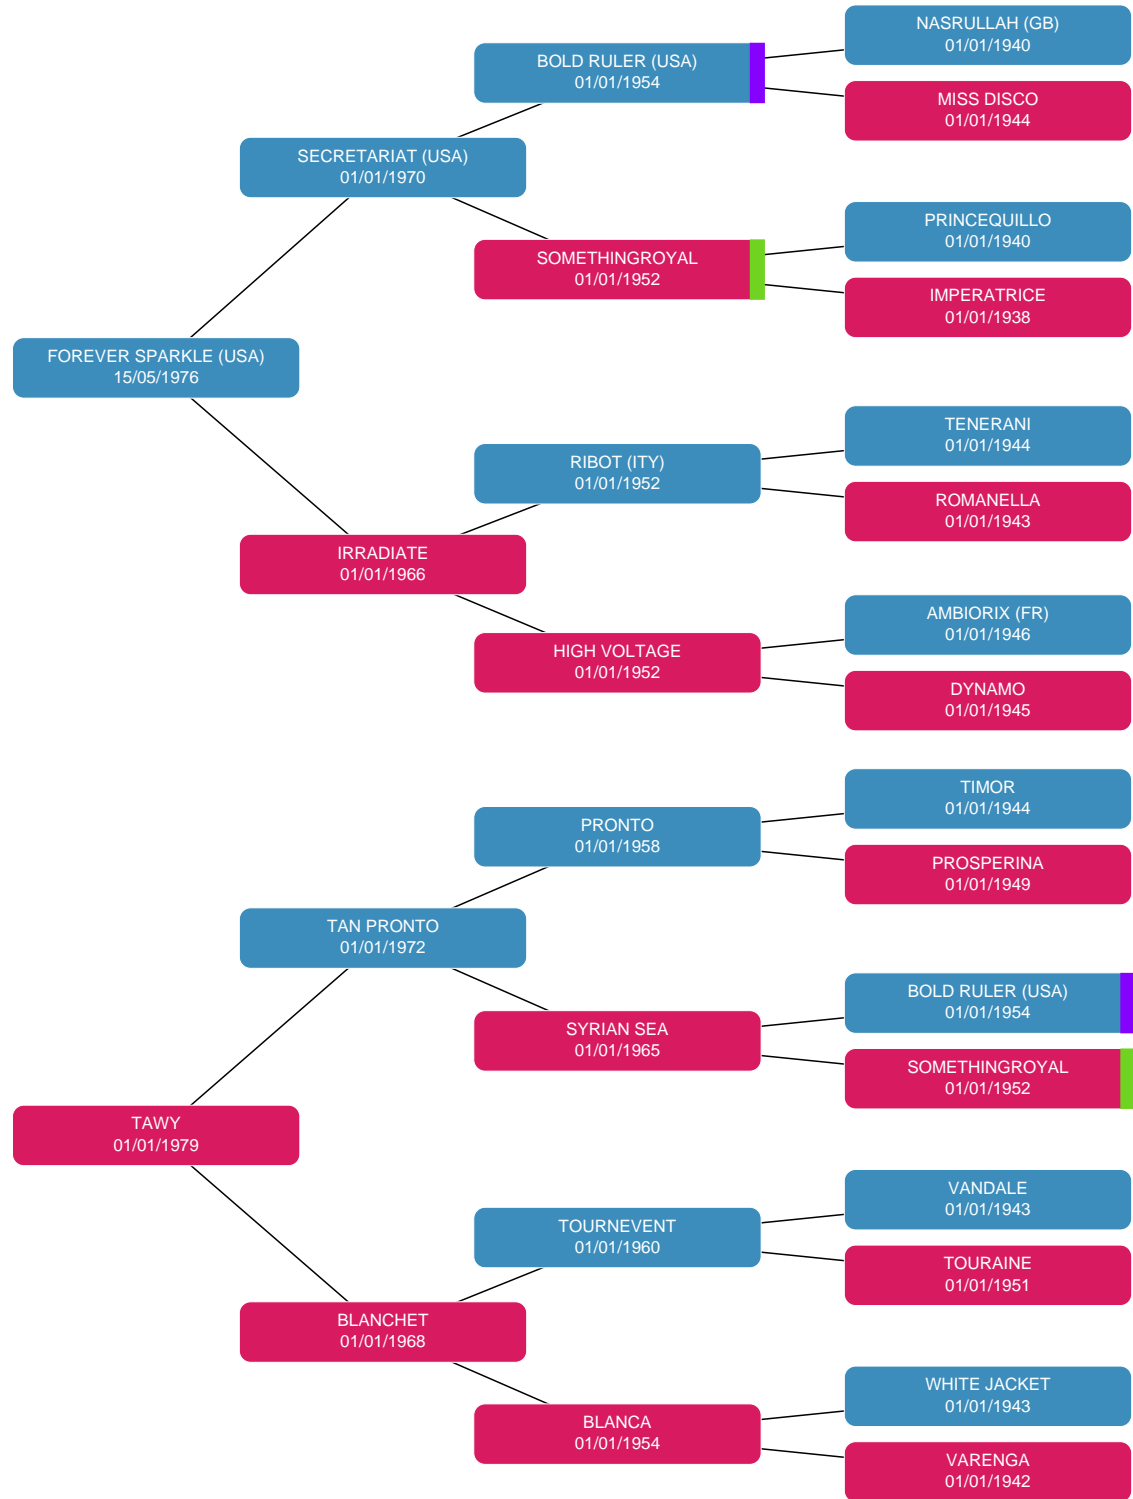 NASRULLAH (GB)
01/01/1940
BOLD RULER (USA)
01/01/1954
MISS DISCO
01/01/1944
SECRETARIAT (USA)
01/01/1970
PRINCEQUILLO
01/01/1940
SOMETHINGROYAL
01/01/1952
IMPERATRICE
01/01/1938
FOREVER SPARKLE (USA)
15/05/1976
TENERANI
01/01/1944
RIBOT (ITY)
01/01/1952
ROMANELLA
01/01/1943
IRRADIATE
01/01/1966
AMBIORIX (FR)
01/01/1946
HIGH VOLTAGE
01/01/1952
DYNAMO
01/01/1945
TIMOR
01/01/1944
PRONTO
01/01/1958
PROSPERINA
01/01/1949
TAN PRONTO
01/01/1972
BOLD RULER (USA)
01/01/1954
SYRIAN SEA
01/01/1965
SOMETHINGROYAL
01/01/1952
TAWY
01/01/1979
VANDALE
01/01/1943
TOURNEVENT
01/01/1960
TOURAINE
01/01/1951
BLANCHET
01/01/1968
WHITE JACKET
01/01/1943
BLANCA
01/01/1954
VARENGA
01/01/1942